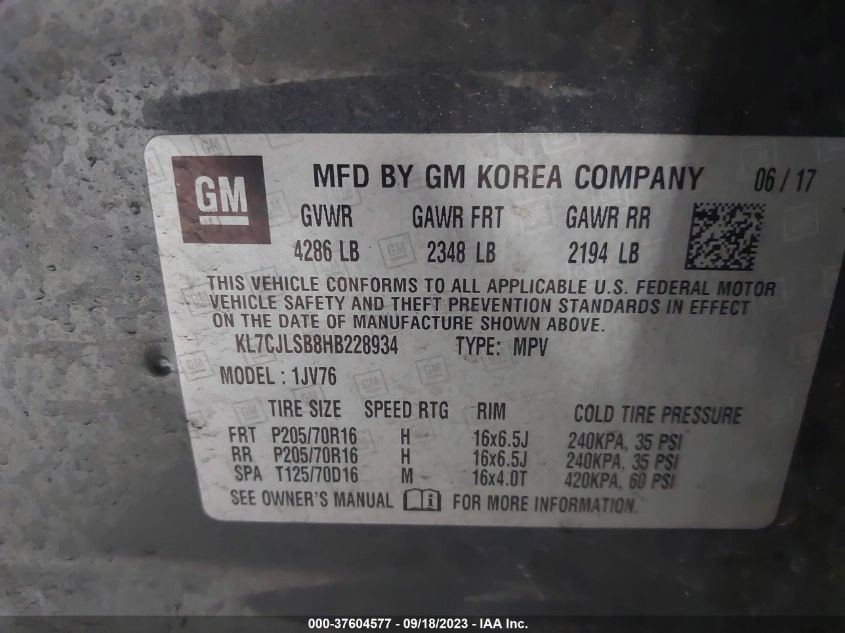 GM MFD BY GM KOREA COMPANY 06/17
GVWR GAWR FRT GAWR RR
4286 LB 2348 LB 2194 LB
THIS VEHICLE CONFORMS TO ALL APPLICABLE U.S. FEDERAL MOTOR
VEHICLE SAFETY AND THEFT PREVENTION STANDARDS IN EFFECT
ON THE DATE OF MANUFACTURE SHOWN ABOVE.
KL7CJLSB8HB228934 TYPE: MPV
MODEL : 1JV76
TIRE SIZE SPEED RTG RIM COLD TIRE PRESSURE
FRT P205/70R16 H 16x6.5J 240KPA, 35 PSI
RR P205/70R16 H 16x6.5J 240KPA, 35 PSI
SPA T125/70D16 M 16x4.0T 420KPA, 60 PSI
SEE OWNER'S MANUAL FOR MORE INFORMATION.
000-37604577 - 09/18/2023 - IAA Inc.